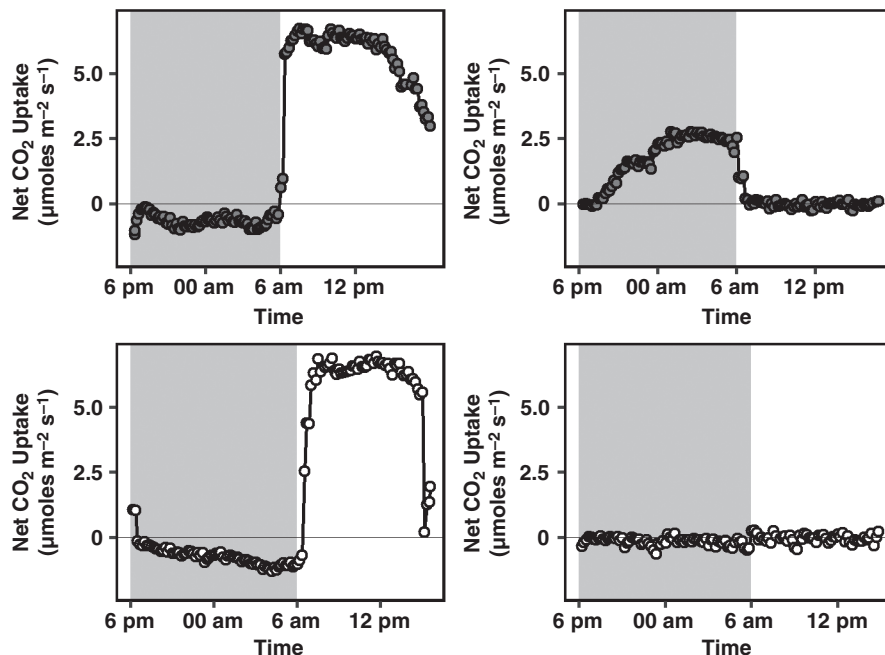 Net CO₂ Uptake
(µmoles m⁻² s⁻¹)
5.0
2.5
0
6 pm 00 am 6 am 12 pm
Time
Net CO₂ Uptake
(µmoles m⁻² s⁻¹)
5.0
2.5
0
6 pm 00 am 6 am 12 pm
Time
Net CO₂ Uptake
(µmoles m⁻² s⁻¹)
5.0
2.5
0
6 pm 00 am 6 am 12 pm
Time
Net CO₂ Uptake
(µmoles m⁻² s⁻¹)
5.0
2.5
0
6 pm 00 am 6 am 12 pm
Time